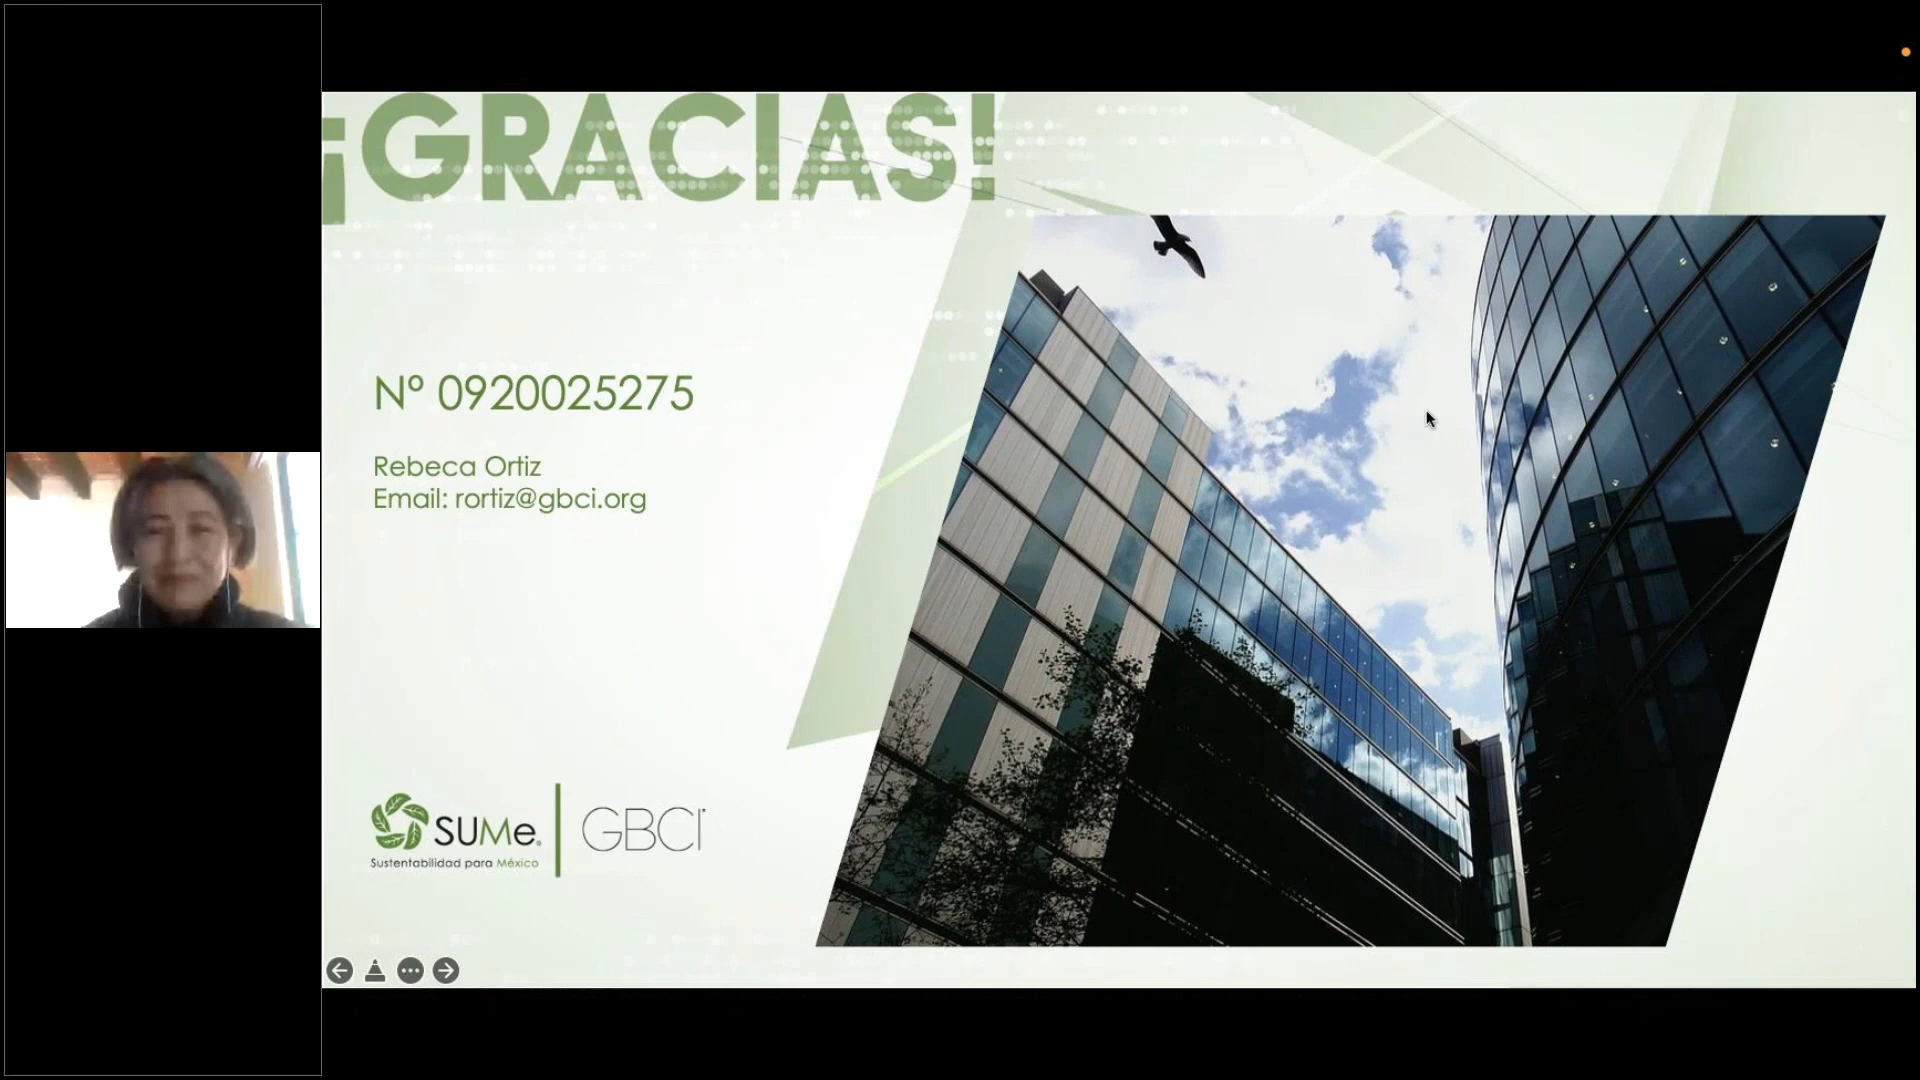 ¡GRACIAS!
Nº 0920025275
Rebeca Ortiz
Email: rortiz@gbci.org
SUMe®
Sustentabilidad para México
GBCI